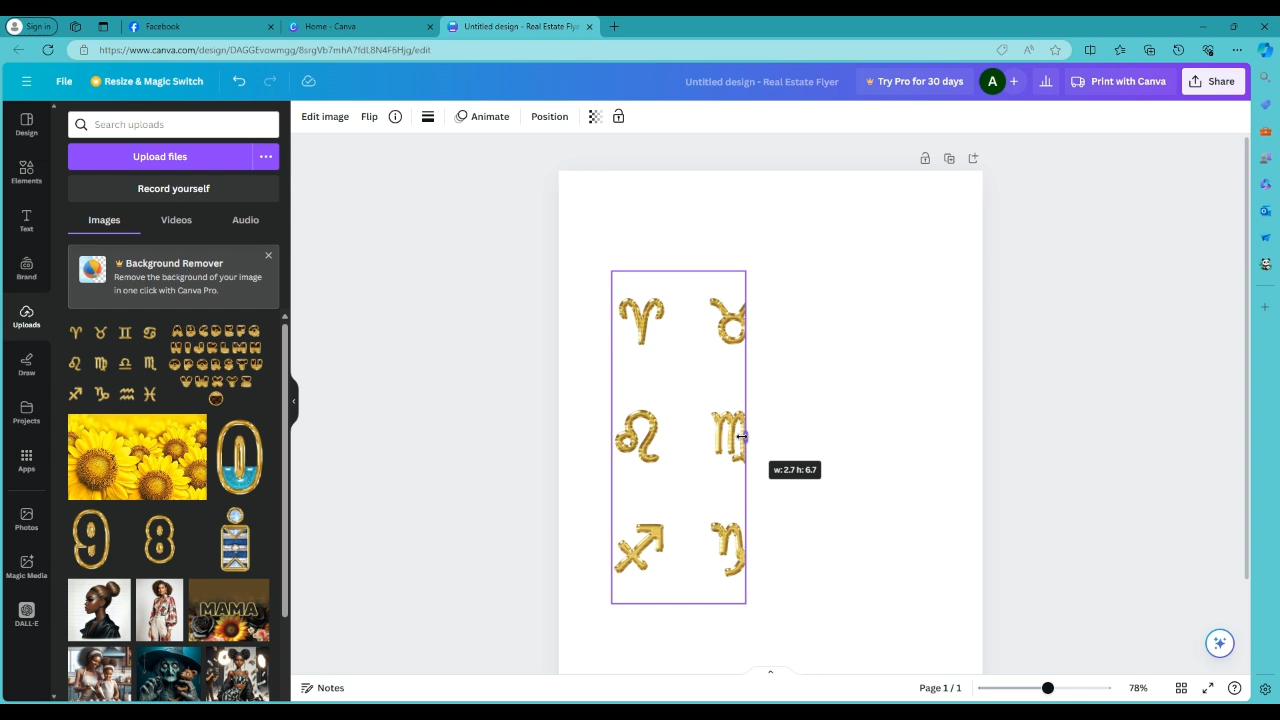 Sign in
Facebook
Home - Canva
Untitled design - Real Estate Flye
https://www.canva.com/design/DAGGEvowmgg/8srgVb7mhA7fdL8N4F6Hjg/edit
File
Resize & Magic Switch
Untitled design - Real Estate Flyer
Try Pro for 30 days
A
Print with Canva
Share
Design
Elements
Text
Brand
Uploads
Draw
Projects
Apps
Photos
Magic Media
DALL·E
Search uploads
Upload files
Record yourself
Images
Videos
Audio
Background Remover
Remove the background of your image
in one click with Canva Pro.
0
9
8
MAMA
Edit image
Flip
Animate
Position
w: 2.7 h: 6.7
Notes
Page 1 / 1
78%